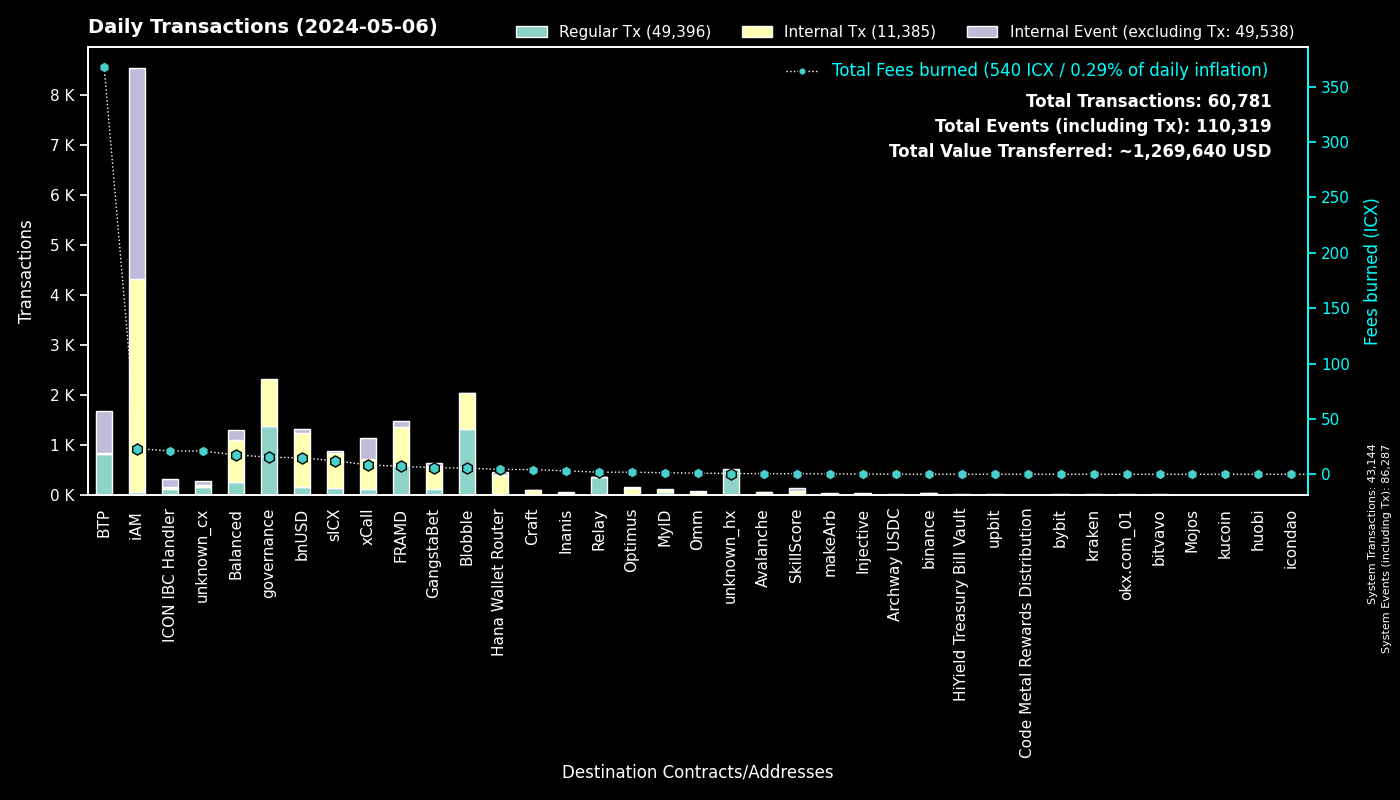 Daily Transactions (2024-05-06)
Regular Tx (49,396)
Internal Tx (11,385)
Internal Event (excluding Tx: 49,538)
Total Fees burned (540 ICX / 0.29% of daily inflation)
Total Transactions: 60,781
Total Events (including Tx): 110,319
Total Value Transferred: ~1,269,640 USD
Transactions
8 K
7 K
6 K
5 K
4 K
3 K
2 K
1 K
0 K
350
300
250
200
150
100
50
0
Fees burned (ICX)
BTP
iAM
ICON IBC Handler
unknown_cx
Balanced
governance
bnUSD
sICX
xCall
FRAMD
GangstaBet
Blobble
Hana Wallet Router
Craft
Inanis
Relay
Optimus
MyID
Omm
unknown_hx
Avalanche
SkillScore
makeArb
Injective
Archway USDC
binance
HiYield Treasury Bill Vault
upbit
Code Metal Rewards Distribution
bybit
kraken
okx.com_01
bitvavo
Mojos
kucoin
huobi
icondao
Destination Contracts/Addresses
System Transactions: 43,144
System Events (including Tx): 86,287